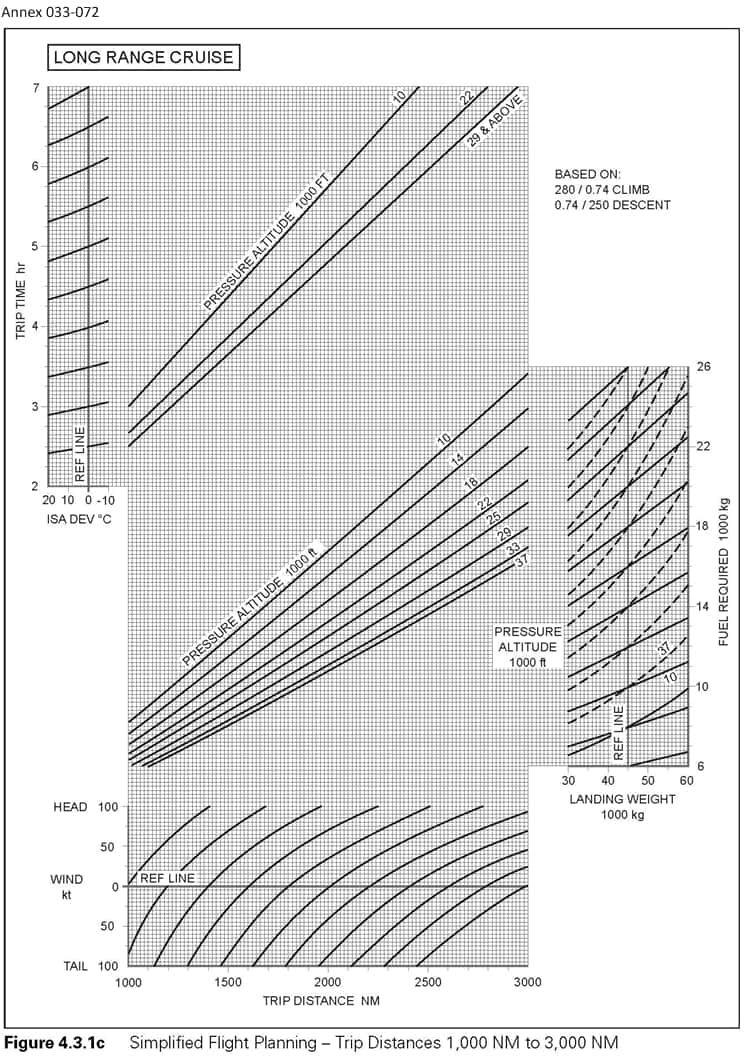 Annex 033-072
LONG RANGE CRUISE
7
6
5
4
3
2
TRIP TIME hr
REF LINE
20 10 0 -10
ISA DEV °C
PRESSURE ALTITUDE 1000 FT
10
22
29 & ABOVE
BASED ON:
280 / 0.74 CLIMB
0.74 / 250 DESCENT
PRESSURE ALTITUDE 1000 ft
10
14
18
22
25
29
33
37
26
22
18
14
10
6
FUEL REQUIRED 1000 kg
PRESSURE
ALTITUDE
1000 ft
37
10
REF LINE
30 40 50 60
LANDING WEIGHT
1000 kg
HEAD 100
50
WIND 0
kt
50
TAIL 100
REF LINE
1000 1500 2000 2500 3000
TRIP DISTANCE NM
Figure 4.3.1c Simplified Flight Planning – Trip Distances 1,000 NM to 3,000 NM